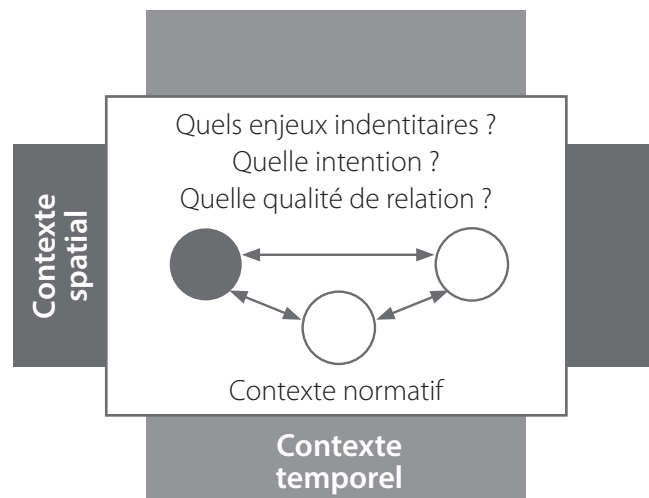 Quels enjeux indentitaires ?
Quelle intention ?
Quelle qualité de relation ?
Contexte
spatial
Contexte normatif
Contexte
temporel